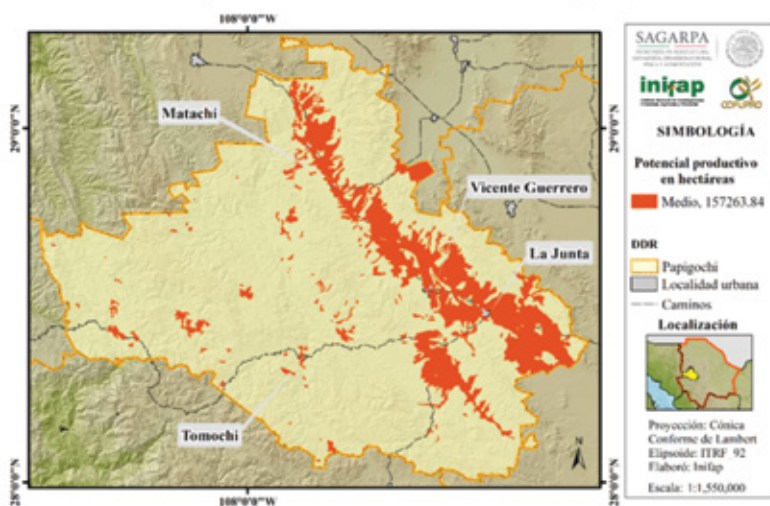 108°0'0"W
29°0'0"N
28°0'0"N
Matachi
Vicente Guerrero
La Junta
Tomochi
29°0'0"N
28°0'0"N
108°0'0"W
N
SAGARPA
inifap
COFUPRO
SIMBOLOGÍA
Potencial productivo
en hectáreas
Medio, 157263.84
DDR
Papigochi
Localidad urbana
Caminos
Localización
Proyección: Cónica
Conforme de Lambert
Elipsoide: ITRF_92
Elaboró: Inifap
Escala: 1:1,550,000